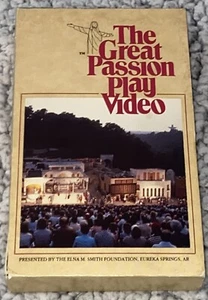 The
Great
Passion
Play
Video
PRESENTED BY THE ELNA M. SMITH FOUNDATION, EUREKA SPRINGS, AR